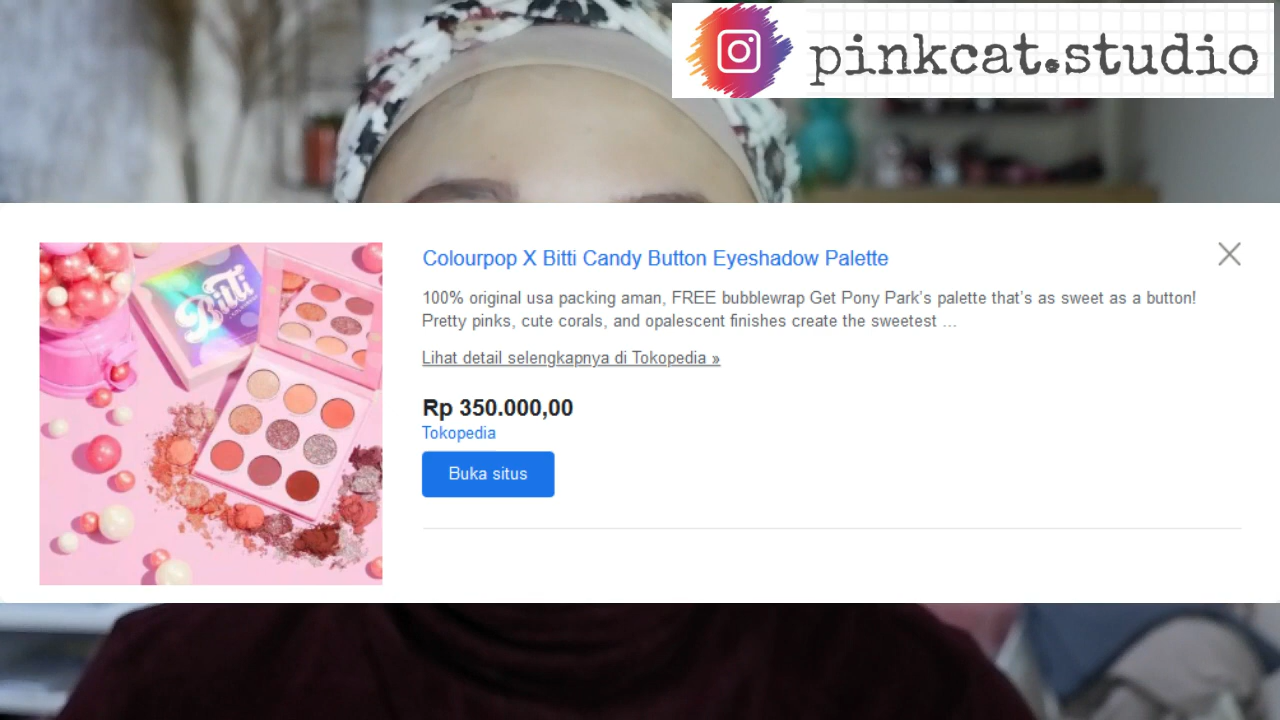 pinkcat.studio
Colourpop X Bitti Candy Button Eyeshadow Palette
100% original usa packing aman, FREE bubblewrap Get Pony Park's palette that's as sweet as a button!
Pretty pinks, cute corals, and opalescent finishes create the sweetest ...
Lihat detail selengkapnya di Tokopedia »
Rp 350.000,00
Tokopedia
Buka situs
Bitti